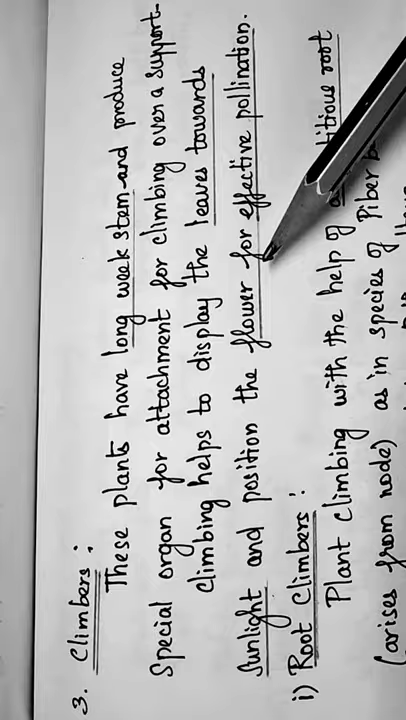 3. Climbers:
These plants have long week stem and produce
Special organ for attachment for climbing over a support-
climbing helps to display the leaves towards
Sunlight and position the flower for effective pollination.
i) Root Climbers:
Plant climbing with the help of root
(arises from node) as in species of Piber